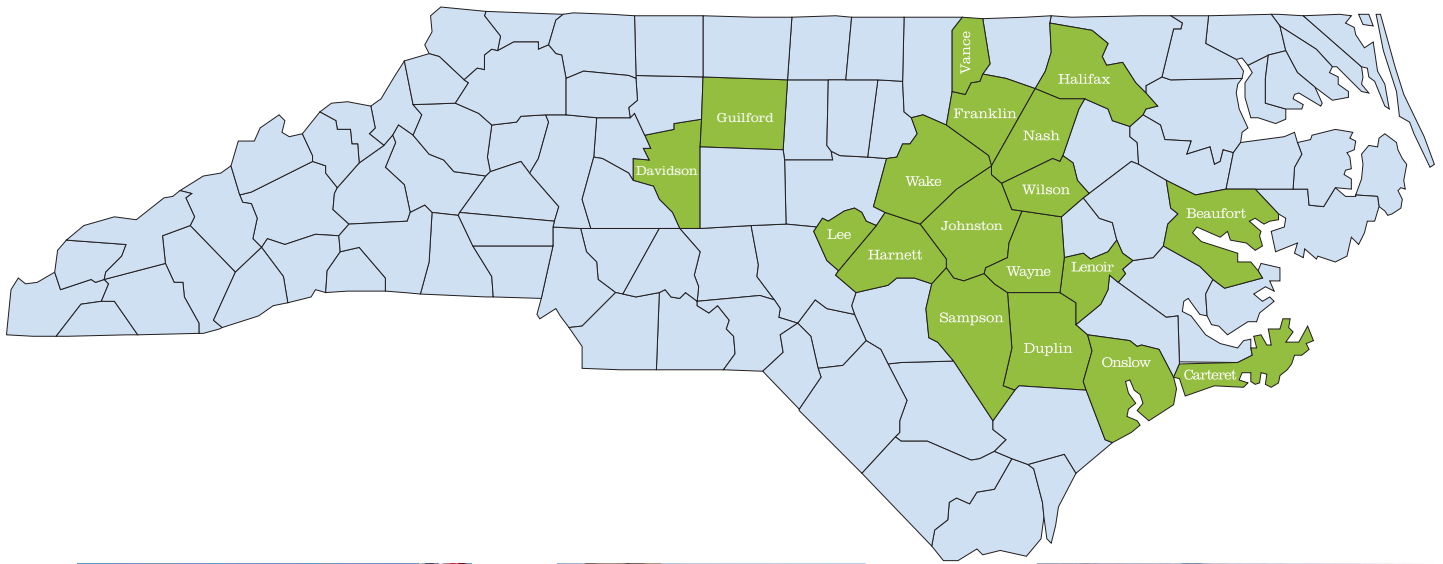 Vance
Halifax
Guilford
Franklin
Nash
Davidson
Wake
Wilson
Beaufort
Lee
Johnston
Harnett
Wayne
Lenoir
Sampson
Duplin
Onslow
Carteret